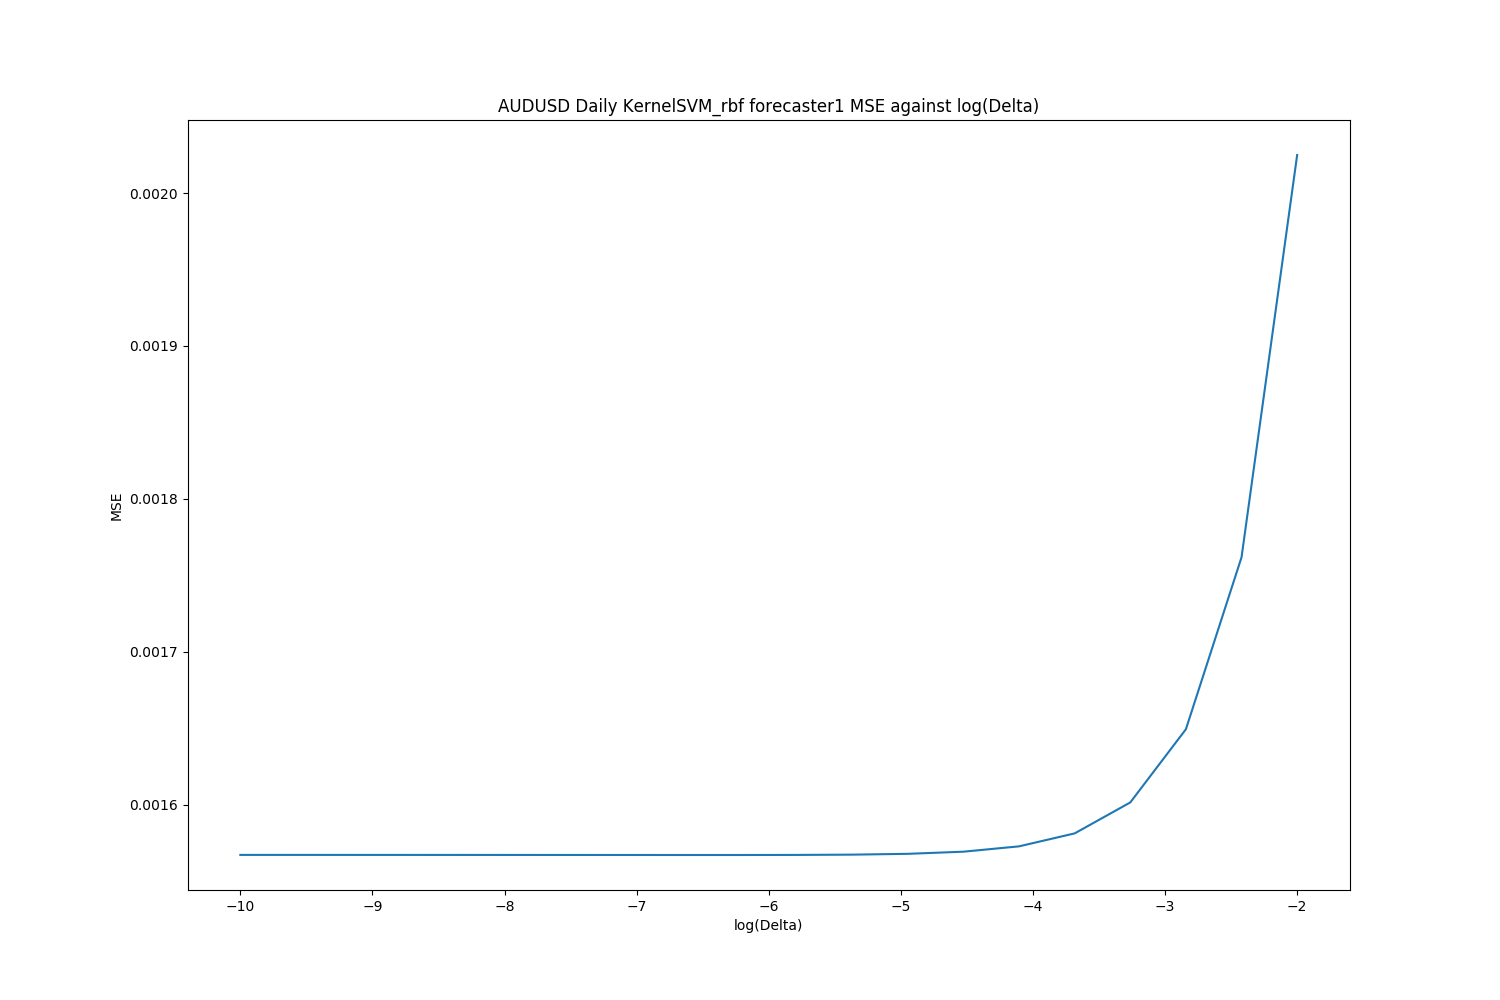 AUDUSD Daily KernelSVM_rbf forecaster1 MSE against log(Delta)
0.0020
0.0019
0.0018
0.0017
0.0016
MSE
−10 −9 −8 −7 −6 −5 −4 −3 −2
log(Delta)